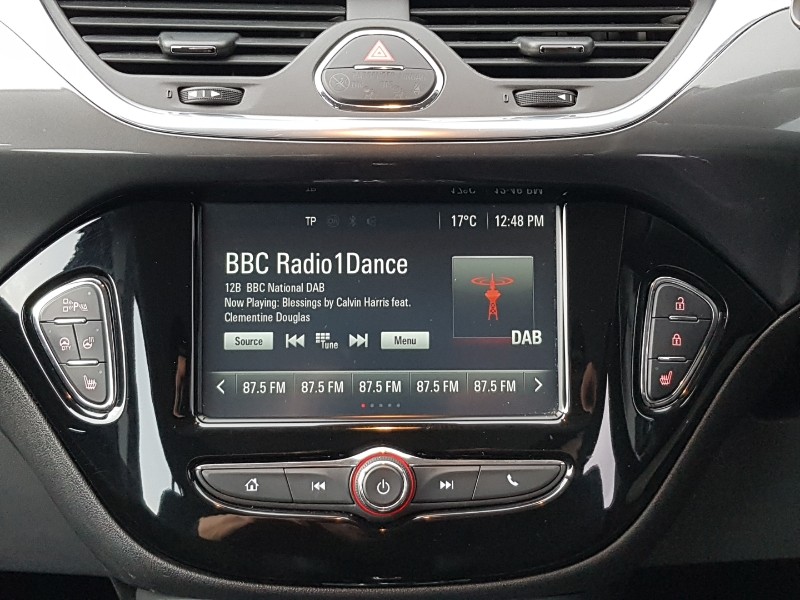 TP 17°C 12:48 PM
BBC Radio1Dance
12B BBC National DAB
Now Playing: Blessings by Calvin Harris feat.
Clementine Douglas
Source Tune Menu
DAB
87.5 FM 87.5 FM 87.5 FM 87.5 FM 87.5 FM